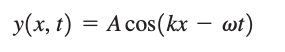 y(x, t) = A cos(kx − ωt)